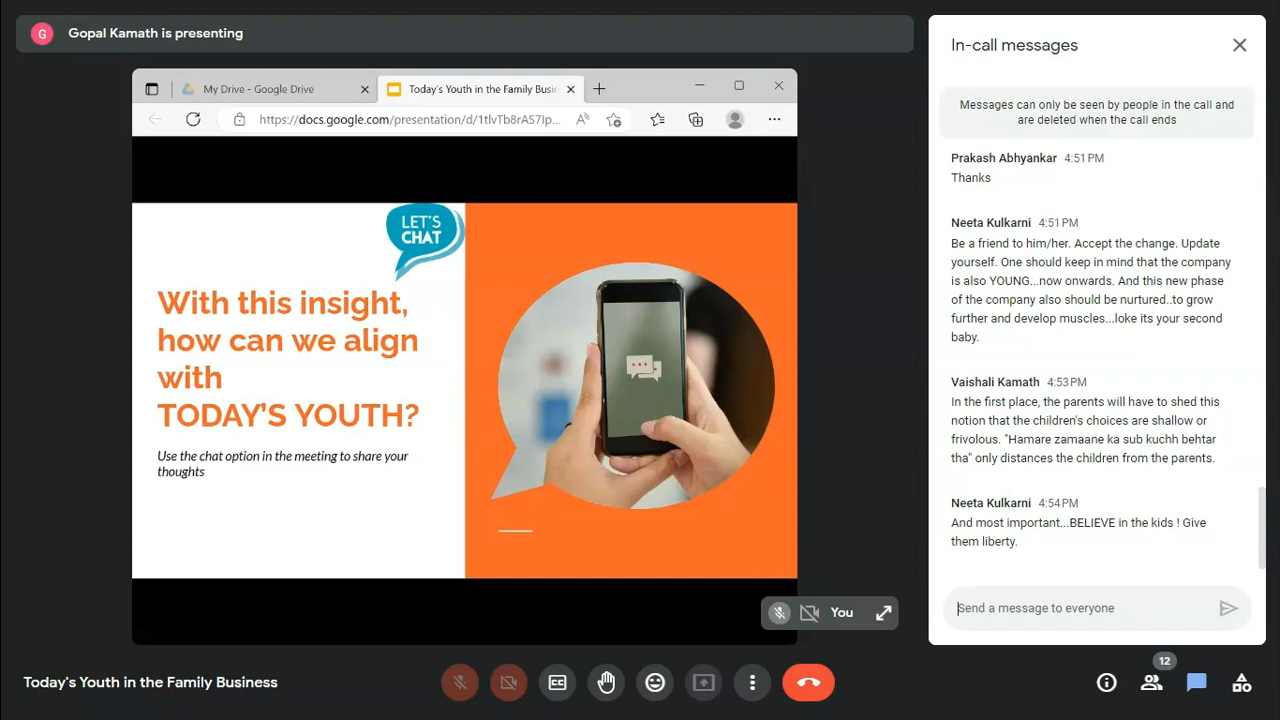 G
Gopal Kamath is presenting
My Drive - Google Drive
Today's Youth in the Family Busin
https://docs.google.com/presentation/d/1tlvTb8rAS7Ip...
LET'S
CHAT
With this insight,
how can we align
with
TODAY'S YOUTH?
Use the chat option in the meeting to share your
thoughts
You
In-call messages
Messages can only be seen by people in the call and
are deleted when the call ends
Prakash Abhyankar 4:51 PM
Thanks
Neeta Kulkarni 4:51 PM
Be a friend to him/her. Accept the change. Update
yourself. One should keep in mind that the company
is also YOUNG...now onwards. And this new phase
of the company also should be nurtured..to grow
further and develop muscles...loke its your second
baby.
Vaishali Kamath 4:53 PM
In the first place, the parents will have to shed this
notion that the children's choices are shallow or
frivolous. "Hamare zamaane ka sub kuchh behtar
tha" only distances the children from the parents.
Neeta Kulkarni 4:54 PM
And most important...BELIEVE in the kids ! Give
them liberty.
Send a message to everyone
Today's Youth in the Family Business
CC
12